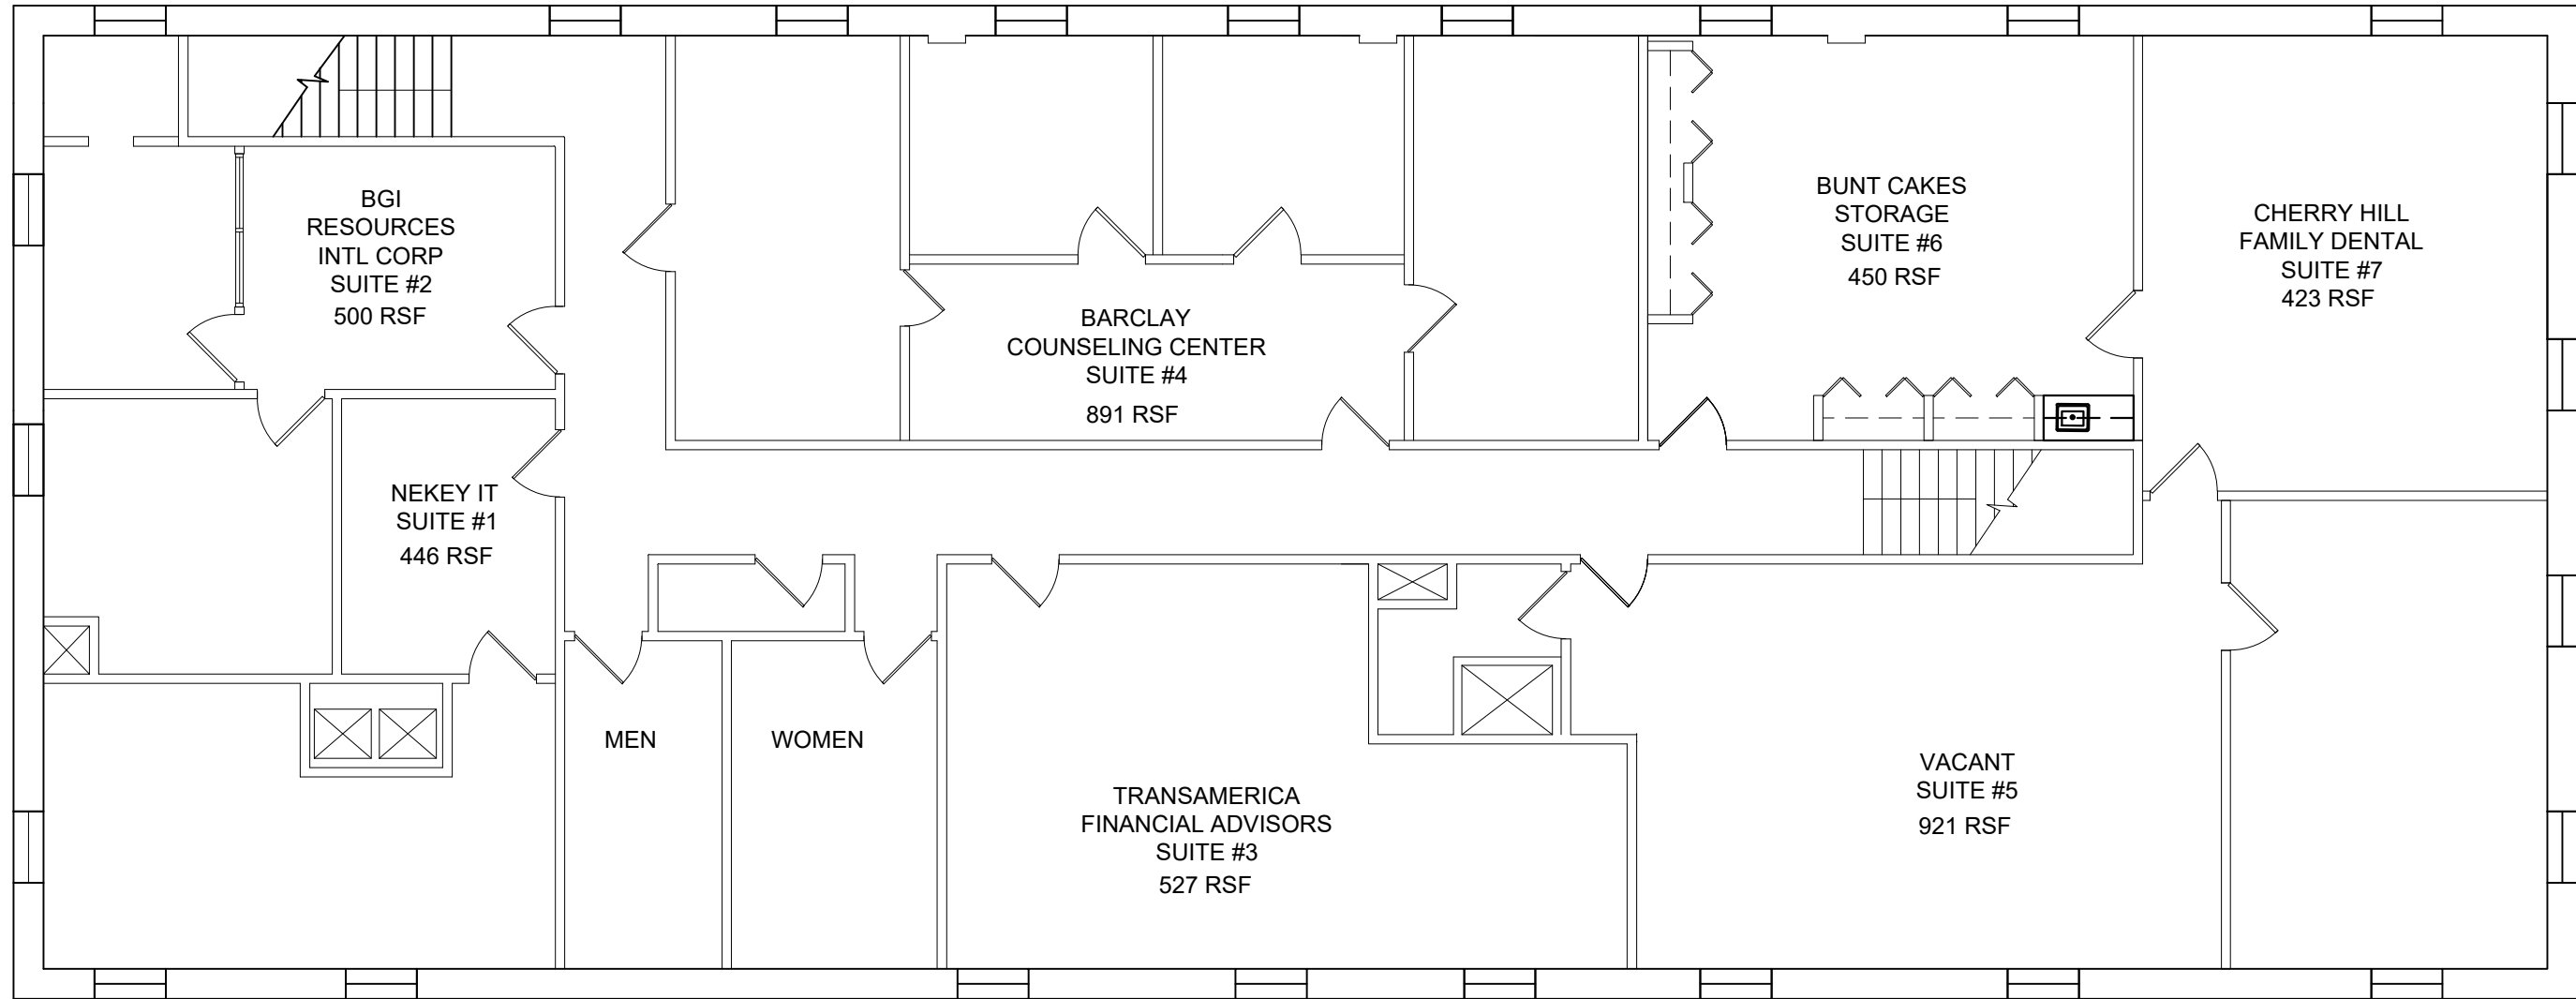 BGI
RESOURCES
INTL CORP
SUITE #2
500 RSF
NEKEY IT
SUITE #1
446 RSF
MEN
WOMEN
BARCLAY
COUNSELING CENTER
SUITE #4
891 RSF
TRANSAMERICA
FINANCIAL ADVISORS
SUITE #3
527 RSF
BUNT CAKES
STORAGE
SUITE #6
450 RSF
CHERRY HILL
FAMILY DENTAL
SUITE #7
423 RSF
VACANT
SUITE #5
921 RSF